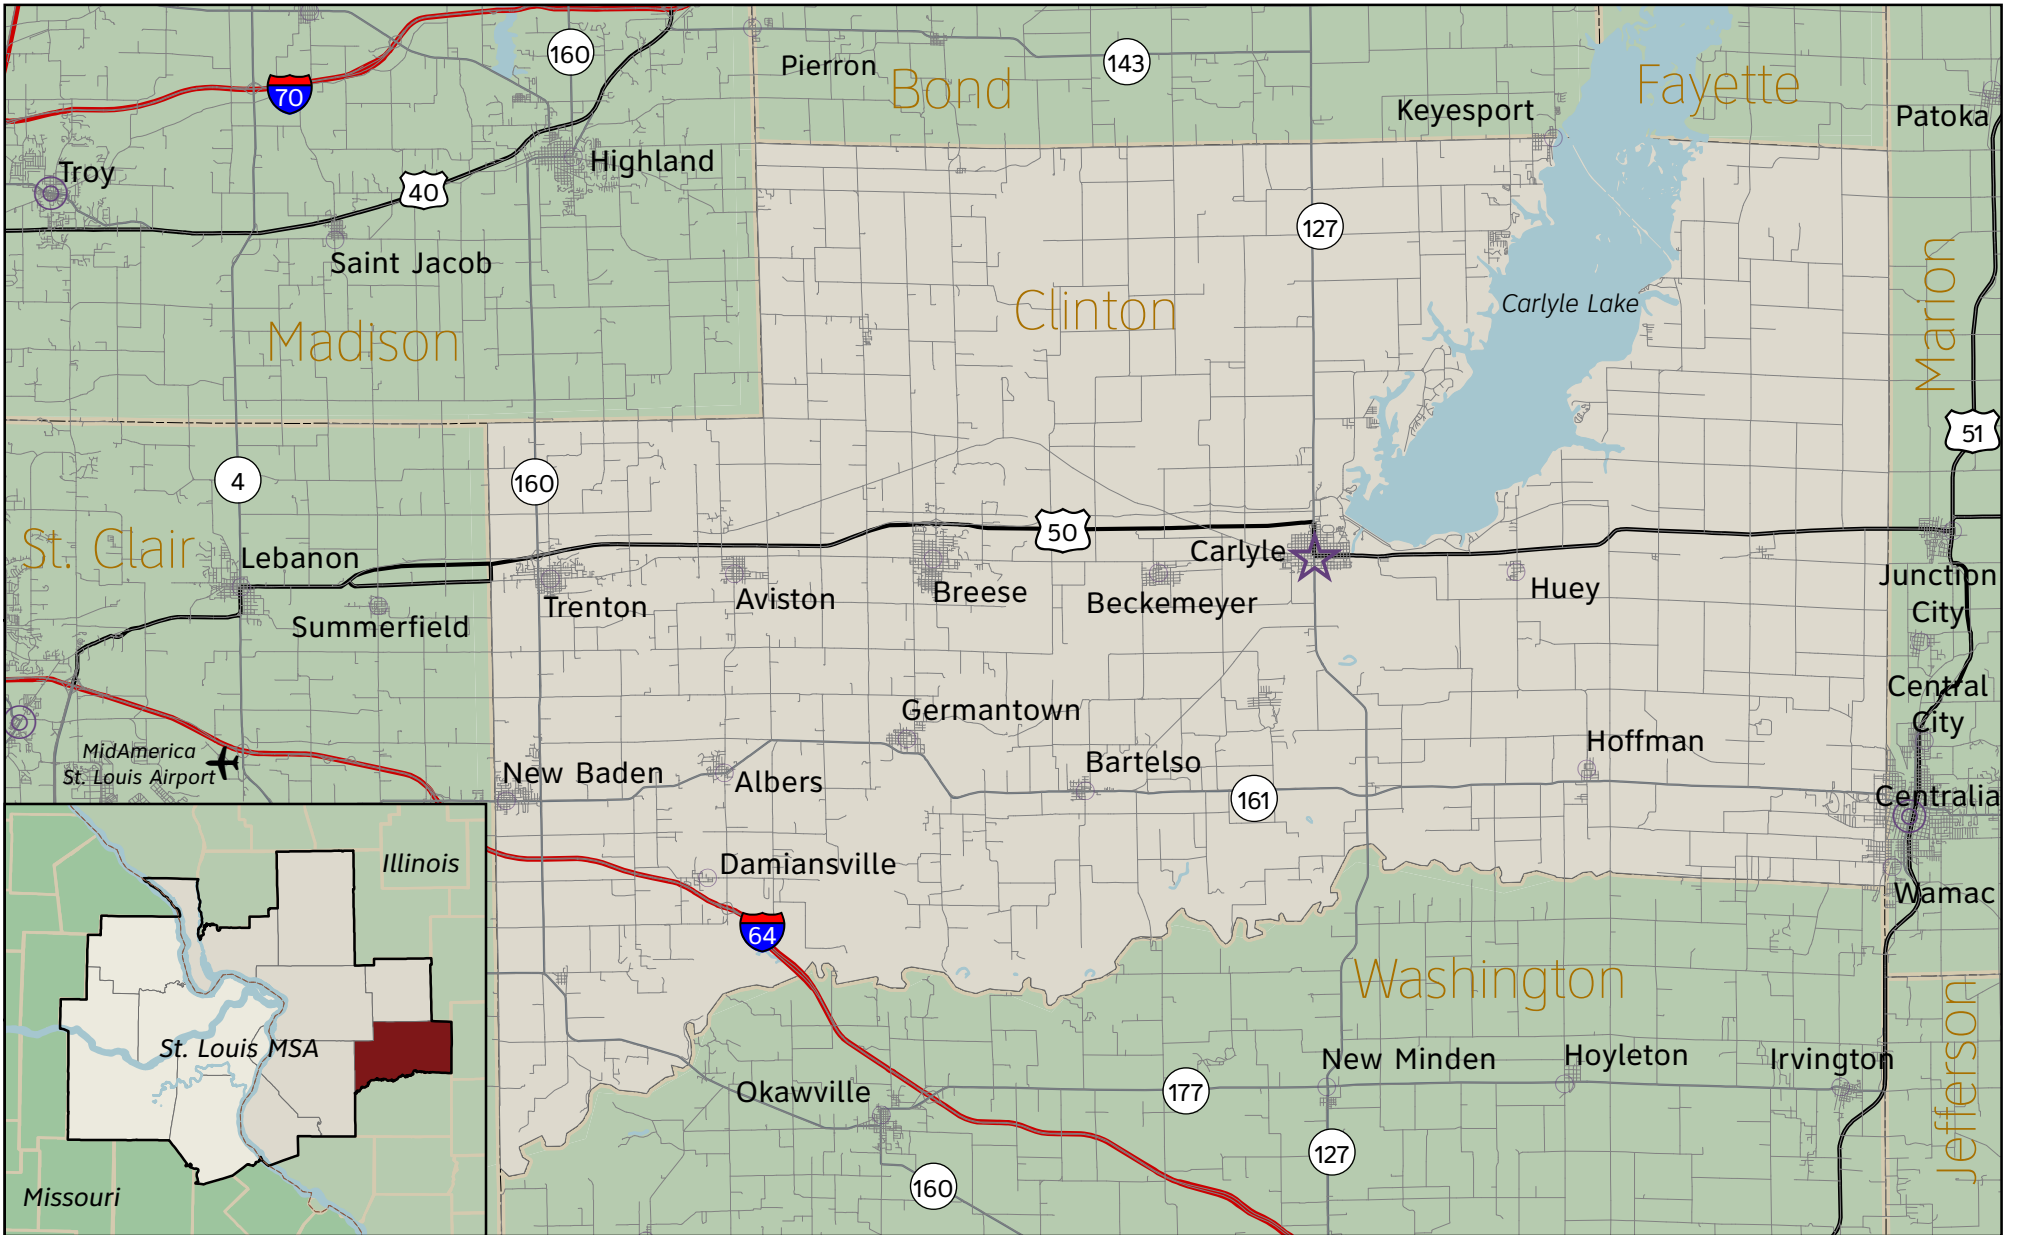 160
Pierron
Bond
143
Fayette
70
Keyesport
Patoka
Troy
Highland
40
127
Saint Jacob
Clinton
Carlyle Lake
Marion
Madison
51
4
160
50
St. Clair
Lebanon
Carlyle
Trenton
Aviston
Breese
Beckemeyer
Huey
Junction
City
Summerfield
Central
City
Germantown
Hoffman
MidAmerica
St. Louis Airport
New Baden
Albers
Bartelso
161
Centralia
Damiansville
Wamac
64
Washington
Jefferson
New Minden
Hoyleton
Irvington
Okawville
177
127
160
Illinois
St. Louis MSA
Missouri